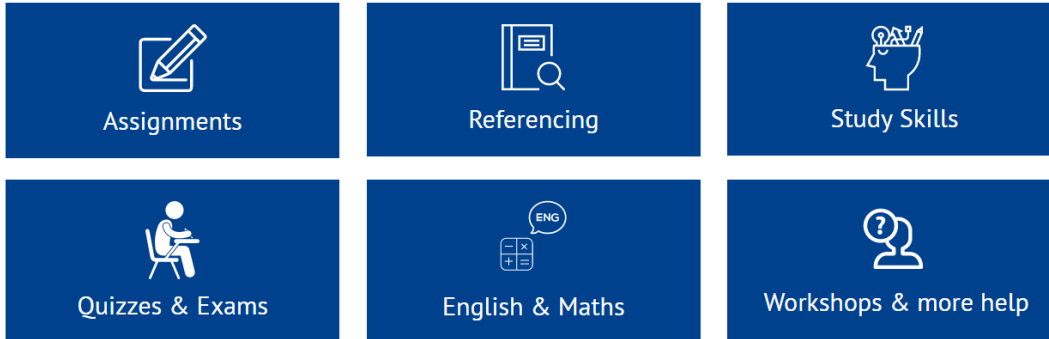 Assignments
Referencing
Study Skills
Quizzes & Exams
ENG
English & Maths
?
Workshops & more help